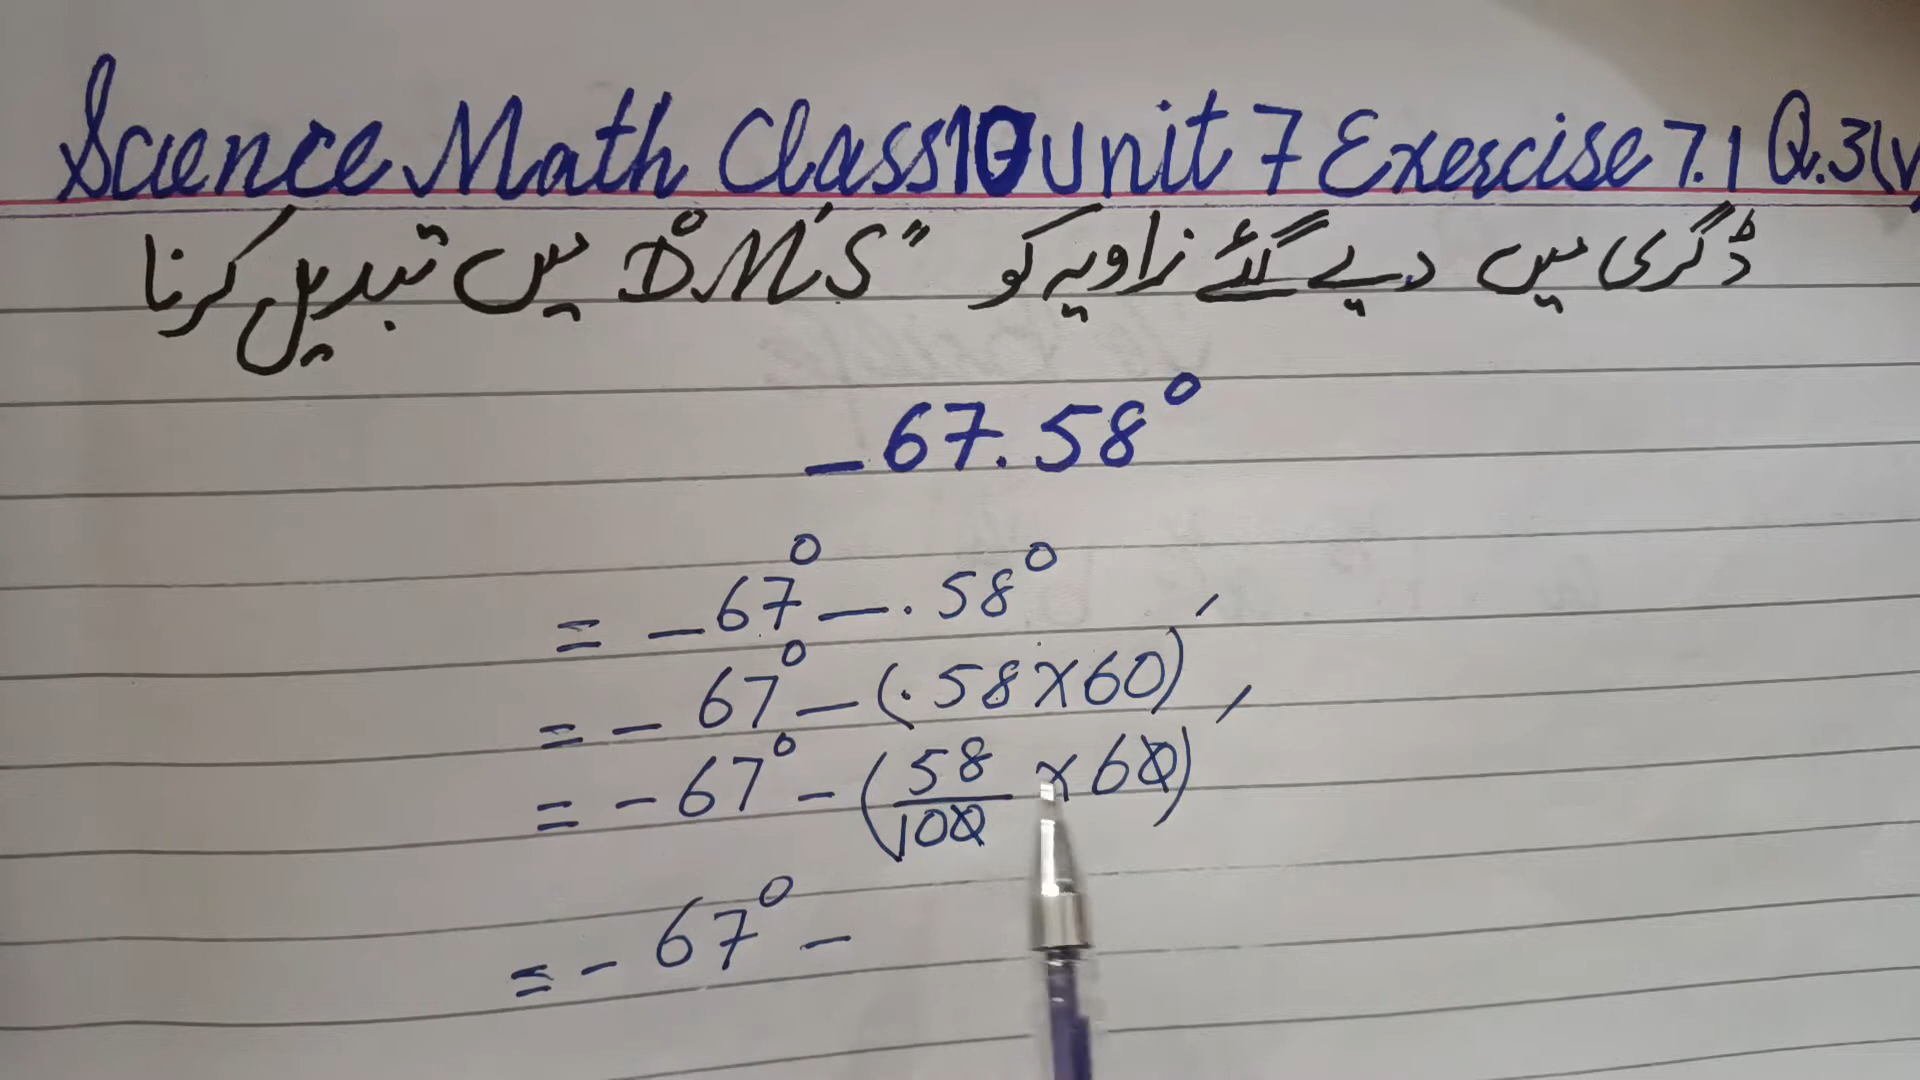 Science Math Class10 Unit 7 Exercise 7.1 Q.3(v
ڈگری میں دیے گئے زاویہ کو D°M'S" میں تبدیل کرنا
-67.58°
= -67° - .58°
= -67° - (.58×60)'
= -67° - (58/100 × 60)'
= -67° -